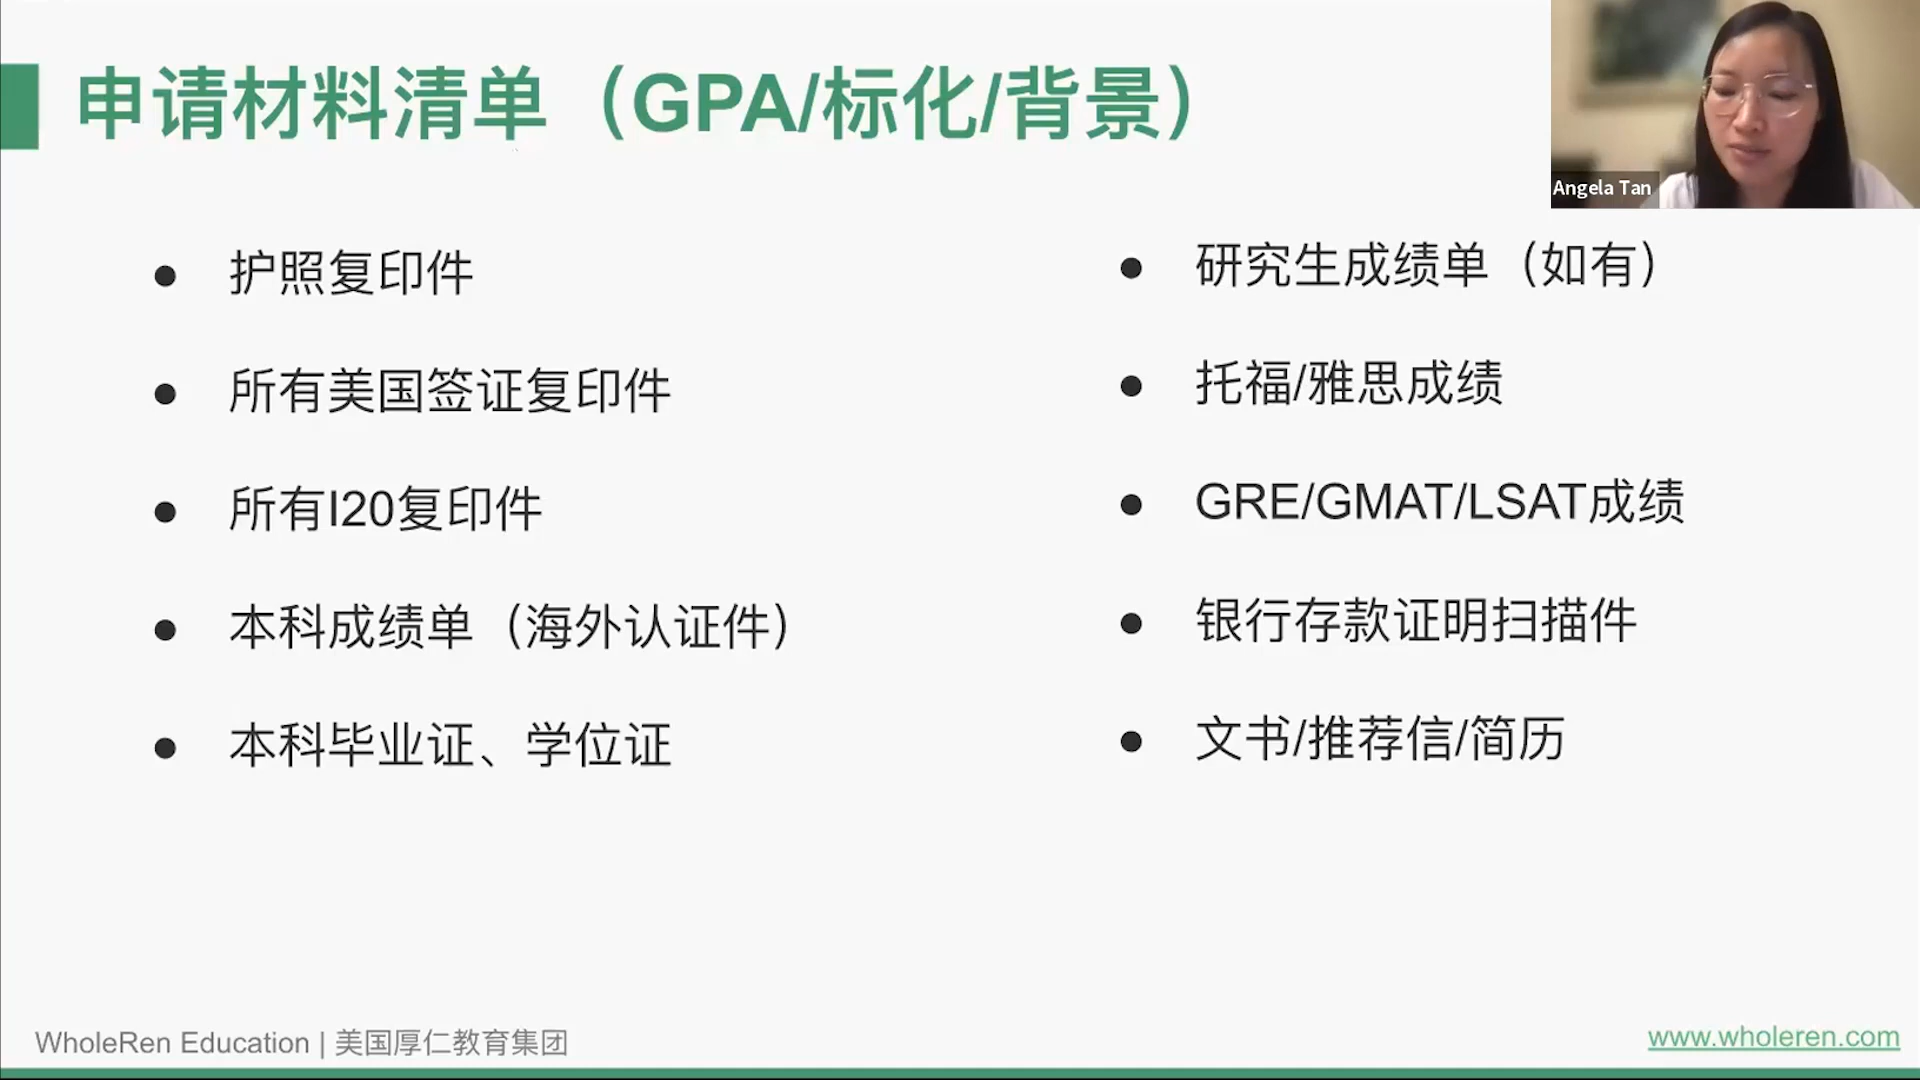 申请材料清单（GPA/标化/背景）
Angela Tan
护照复印件
所有美国签证复印件
所有I20复印件
本科成绩单（海外认证件）
本科毕业证、学位证
研究生成绩单（如有）
托福/雅思成绩
GRE/GMAT/LSAT成绩
银行存款证明扫描件
文书/推荐信/简历
WholeRen Education | 美国厚仁教育集团
www.wholeren.com